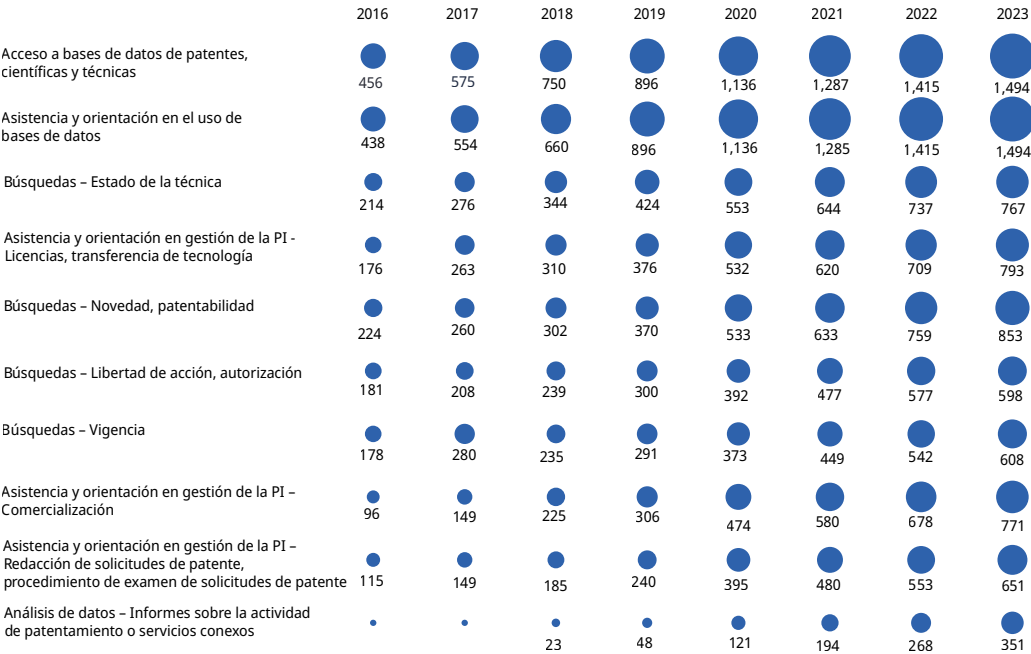 2016 2017 2018 2019 2020 2021 2022 2023
Acceso a bases de datos de patentes,
científicas y técnicas
456 575 750 896 1,136 1,287 1,415 1,494
Asistencia y orientación en el uso de
bases de datos
438 554 660 896 1,136 1,285 1,415 1,494
Búsquedas – Estado de la técnica
214 276 344 424 553 644 737 767
Asistencia y orientación en gestión de la PI -
Licencias, transferencia de tecnología
176 263 310 376 532 620 709 793
Búsquedas – Novedad, patentabilidad
224 260 302 370 533 633 759 853
Búsquedas – Libertad de acción, autorización
181 208 239 300 392 477 577 598
Búsquedas – Vigencia
178 280 235 291 373 449 542 608
Asistencia y orientación en gestión de la PI –
Comercialización
96 149 225 306 474 580 678 771
Asistencia y orientación en gestión de la PI –
Redacción de solicitudes de patente,
procedimiento de examen de solicitudes de patente
115 149 185 240 395 480 553 651
Análisis de datos – Informes sobre la actividad
de patentamiento o servicios conexos
23 48 121 194 268 351